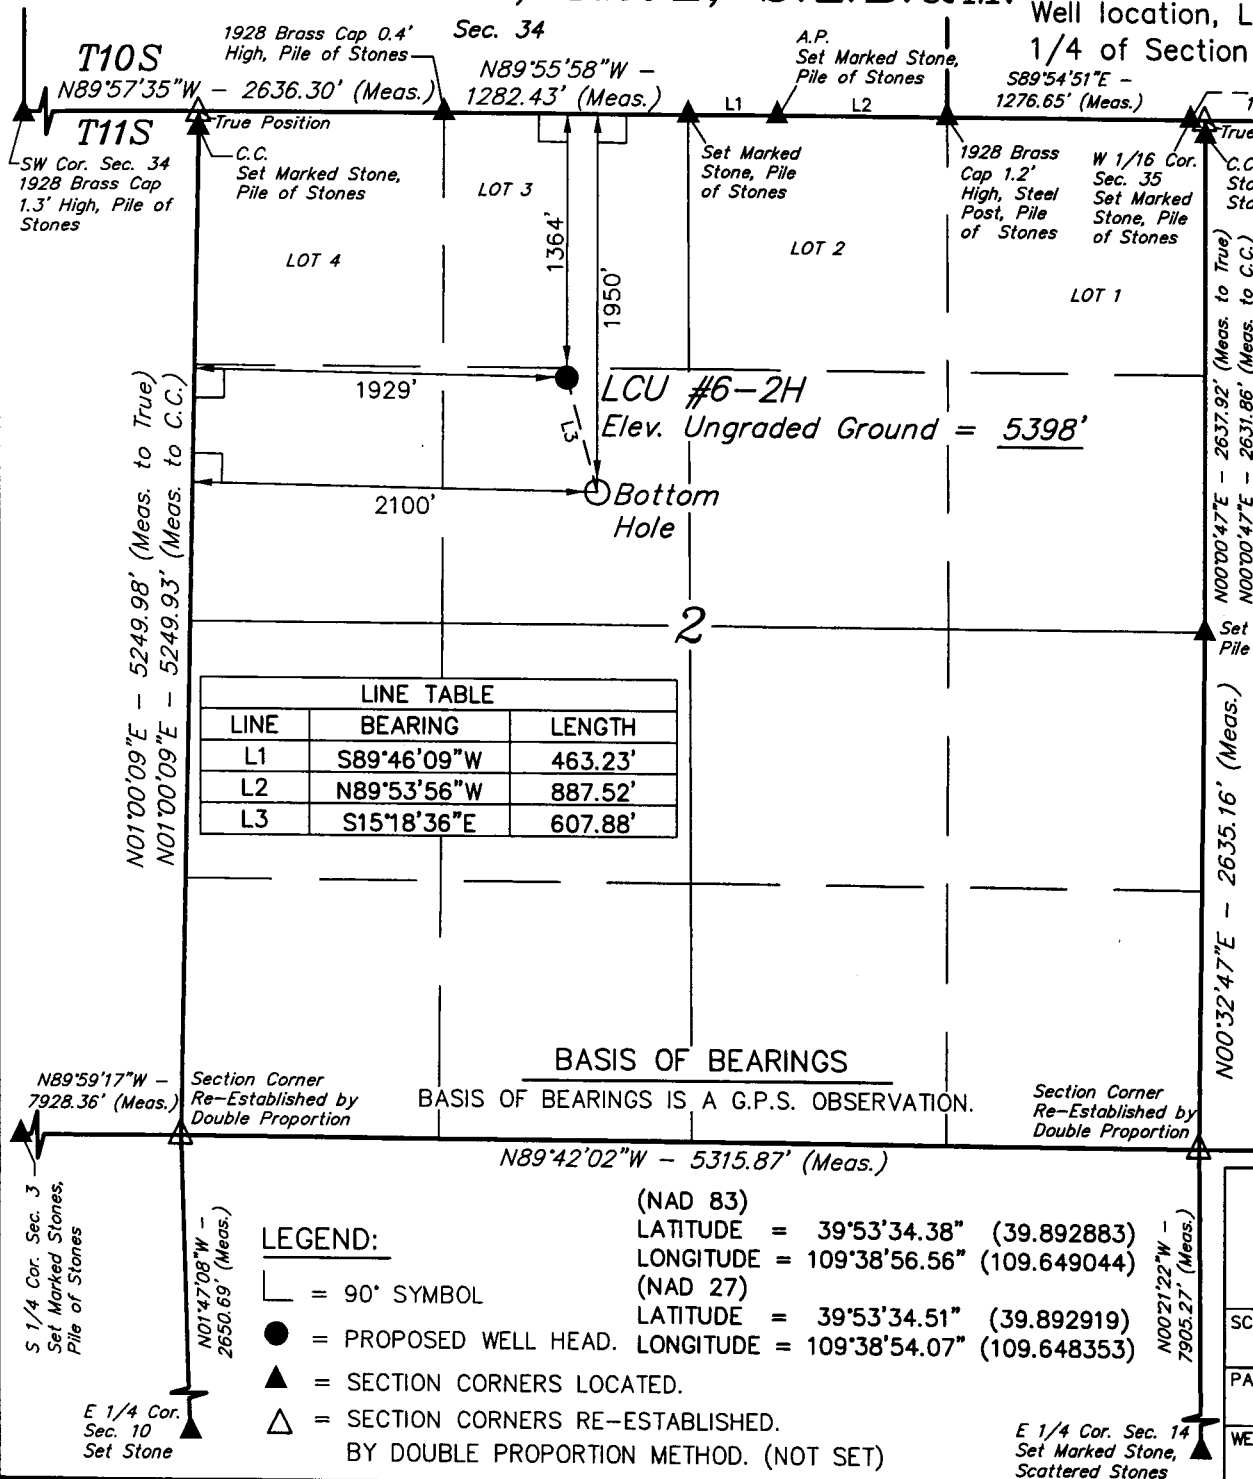 Well location, L
1/4 of Section
T10S
1928 Brass Cap 0.4'
High, Pile of Stones
Sec. 34
N89°57'35"W - 2636.30' (Meas.)
N89°55'58"W -
1282.43' (Meas.)
A.P.
Set Marked Stone,
Pile of Stones
S89°54'51"E -
1276.65' (Meas.)
L1
L2
1
T11S
True Position
True
SW Cor. Sec. 34
1928 Brass Cap
1.3' High, Pile of
Stones
C.C.
Set Marked Stone,
Pile of Stones
LOT 3
Set Marked
Stone, Pile
of Stones
1928 Brass
Cap 1.2'
High, Steel
Post, Pile
of Stones
W 1/16 Cor.
Sec. 35
Set Marked
Stone, Pile
of Stones
C.C.
Sto
Sto
LOT 4
LOT 2
LOT 1
1364'
1950'
N00°00'47"E - 2637.92' (Meas. to True)
N00°00'47"E - 2631.86' (Meas. to C.C.)
1929'
LCU #6-2H
Elev. Ungraded Ground = 5398'
L3
2100'
Bottom
Hole
N01°00'09"E - 5249.98' (Meas. to True)
N01°00'09"E - 5249.93' (Meas. to C.C.)
2
Set
Pile
LINE TABLE
LINE BEARING LENGTH
L1 S89°46'09"W 463.23'
L2 N89°53'56"W 887.52'
L3 S15°18'36"E 607.88'
N00°32'47"E - 2635.16' (Meas.)
BASIS OF BEARINGS
BASIS OF BEARINGS IS A G.P.S. OBSERVATION.
N89°59'17"W -
7928.36' (Meas.)
Section Corner
Re-Established by
Double Proportion
Section Corner
Re-Established by
Double Proportion
N89°42'02"W - 5315.87' (Meas.)
S 1/4 Cor. Sec. 3
Set Marked Stones,
Pile of Stones
N01°47'08"W -
2650.69' (Meas.)
(NAD 83)
LATITUDE = 39°53'34.38" (39.892883)
LONGITUDE = 109°38'56.56" (109.649044)
(NAD 27)
LATITUDE = 39°53'34.51" (39.892919)
LONGITUDE = 109°38'54.07" (109.648353)
N00°21'22"W -
7905.27' (Meas.)
LEGEND:
= 90° SYMBOL
= PROPOSED WELL HEAD.
= SECTION CORNERS LOCATED.
= SECTION CORNERS RE-ESTABLISHED.
BY DOUBLE PROPORTION METHOD. (NOT SET)
E 1/4 Cor.
Sec. 10
Set Stone
E 1/4 Cor. Sec. 14
Set Marked Stone,
Scattered Stones
SC
PA
WE